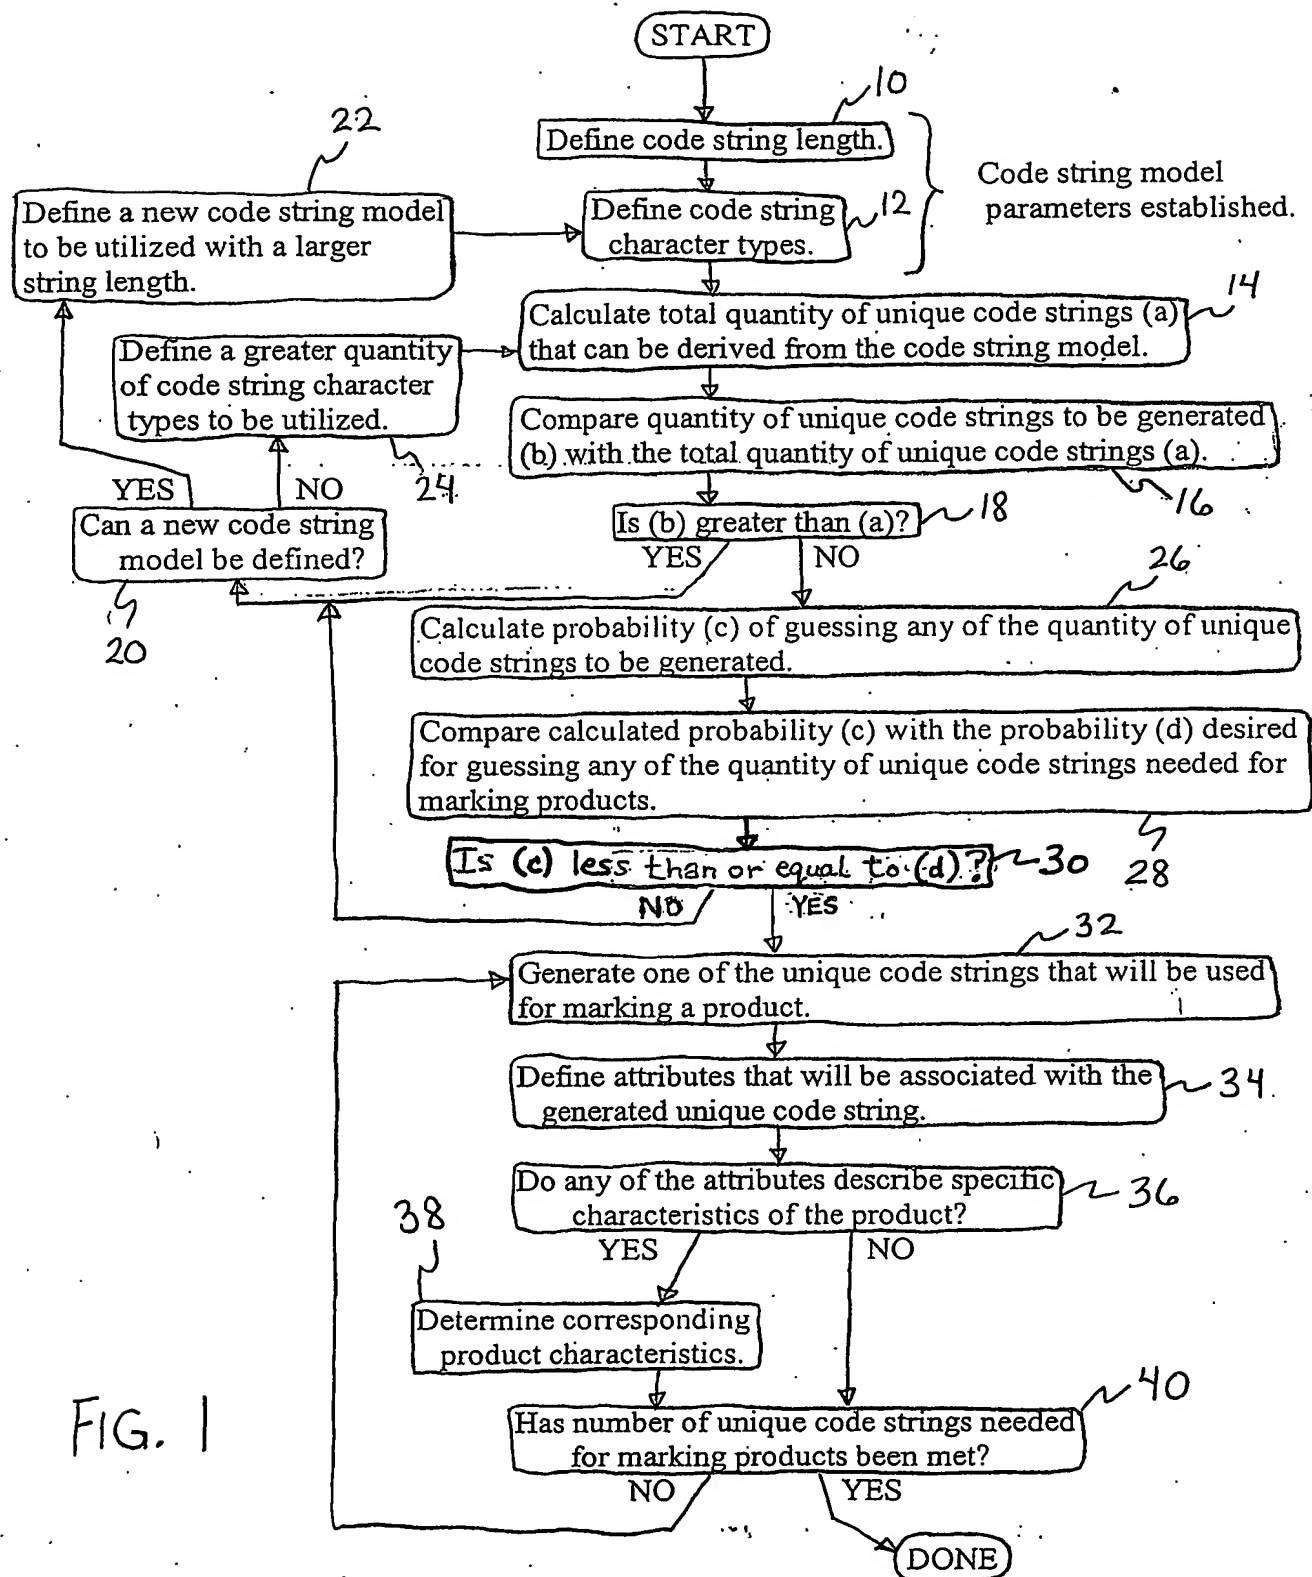 START
10
Define code string length.
22
Code string model
parameters established.
Define a new code string model
to be utilized with a larger
string length.
Define code string
character types.
12
14
Calculate total quantity of unique code strings (a)
that can be derived from the code string model.
Define a greater quantity
of code string character
types to be utilized.
24
Compare quantity of unique code strings to be generated
(b) with the total quantity of unique code strings (a).
16
YES
NO
Can a new code string
model be defined?
20
Is (b) greater than (a)?
18
YES
NO
26
Calculate probability (c) of guessing any of the quantity of unique
code strings to be generated.
Compare calculated probability (c) with the probability (d) desired
for guessing any of the quantity of unique code strings needed for
marking products.
28
Is (c) less than or equal to (d)?
30
NO
YES
32
Generate one of the unique code strings that will be used
for marking a product.
Define attributes that will be associated with the
generated unique code string.
34
Do any of the attributes describe specific
characteristics of the product?
36
38
YES
NO
Determine corresponding
product characteristics.
40
Has number of unique code strings needed
for marking products been met?
NO
YES
DONE
FIG. 1